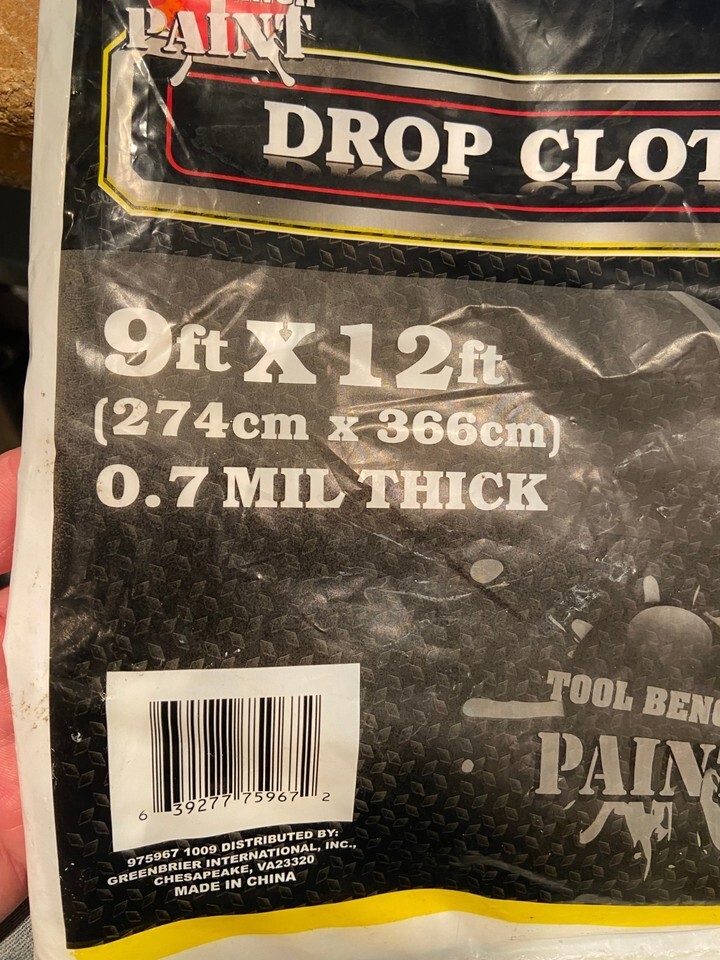 PAINT
DROP CLOT
9ft X 12ft
(274cm x 366cm)
0.7 MIL THICK
TOOL BENC
PAINT
6 39277 75967 2
975967 1009 DISTRIBUTED BY:
GREENBRIER INTERNATIONAL, INC.,
CHESAPEAKE, VA23320
MADE IN CHINA